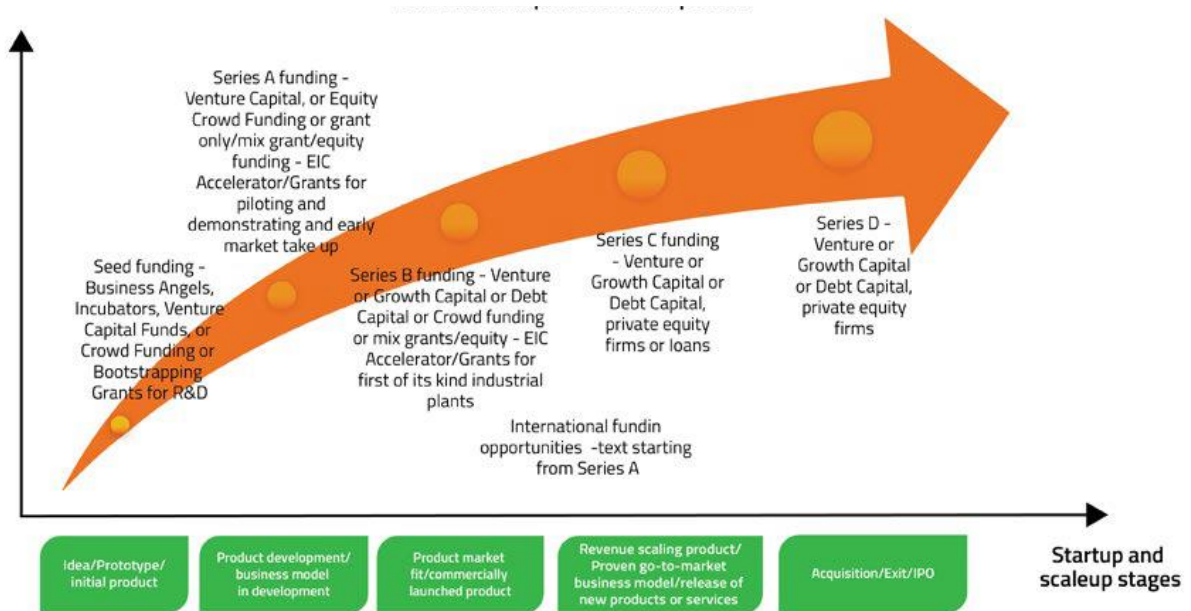 Series A funding -
Venture Capital, or Equity
Crowd Funding or grant
only/mix grant/equity
funding - EIC
Accelerator/Grants for
piloting and
demonstrating and early
market take up
Seed funding -
Business Angels,
Incubators, Venture
Capital Funds, or
Crowd Funding or
Bootstrapping
Grants for R&D
Series B funding - Venture
or Growth Capital or Debt
Capital or Crowd funding
or mix grants/equity - EIC
Accelerator/Grants for
first of its kind industrial
plants
Series C funding
- Venture or
Growth Capital or
Debt Capital,
private equity
firms or loans
Series D -
Venture or
Growth Capital
or Debt Capital,
private equity
firms
International fundin
opportunities -text starting
from Series A
Idea/Prototype/
initial product
Product development/
business model
in development
Product market
fit/commercially
launched product
Revenue scaling product/
Proven go-to-market
business model/release of
new products or services
Acquisition/Exit/IPO
Startup and
scaleup stages